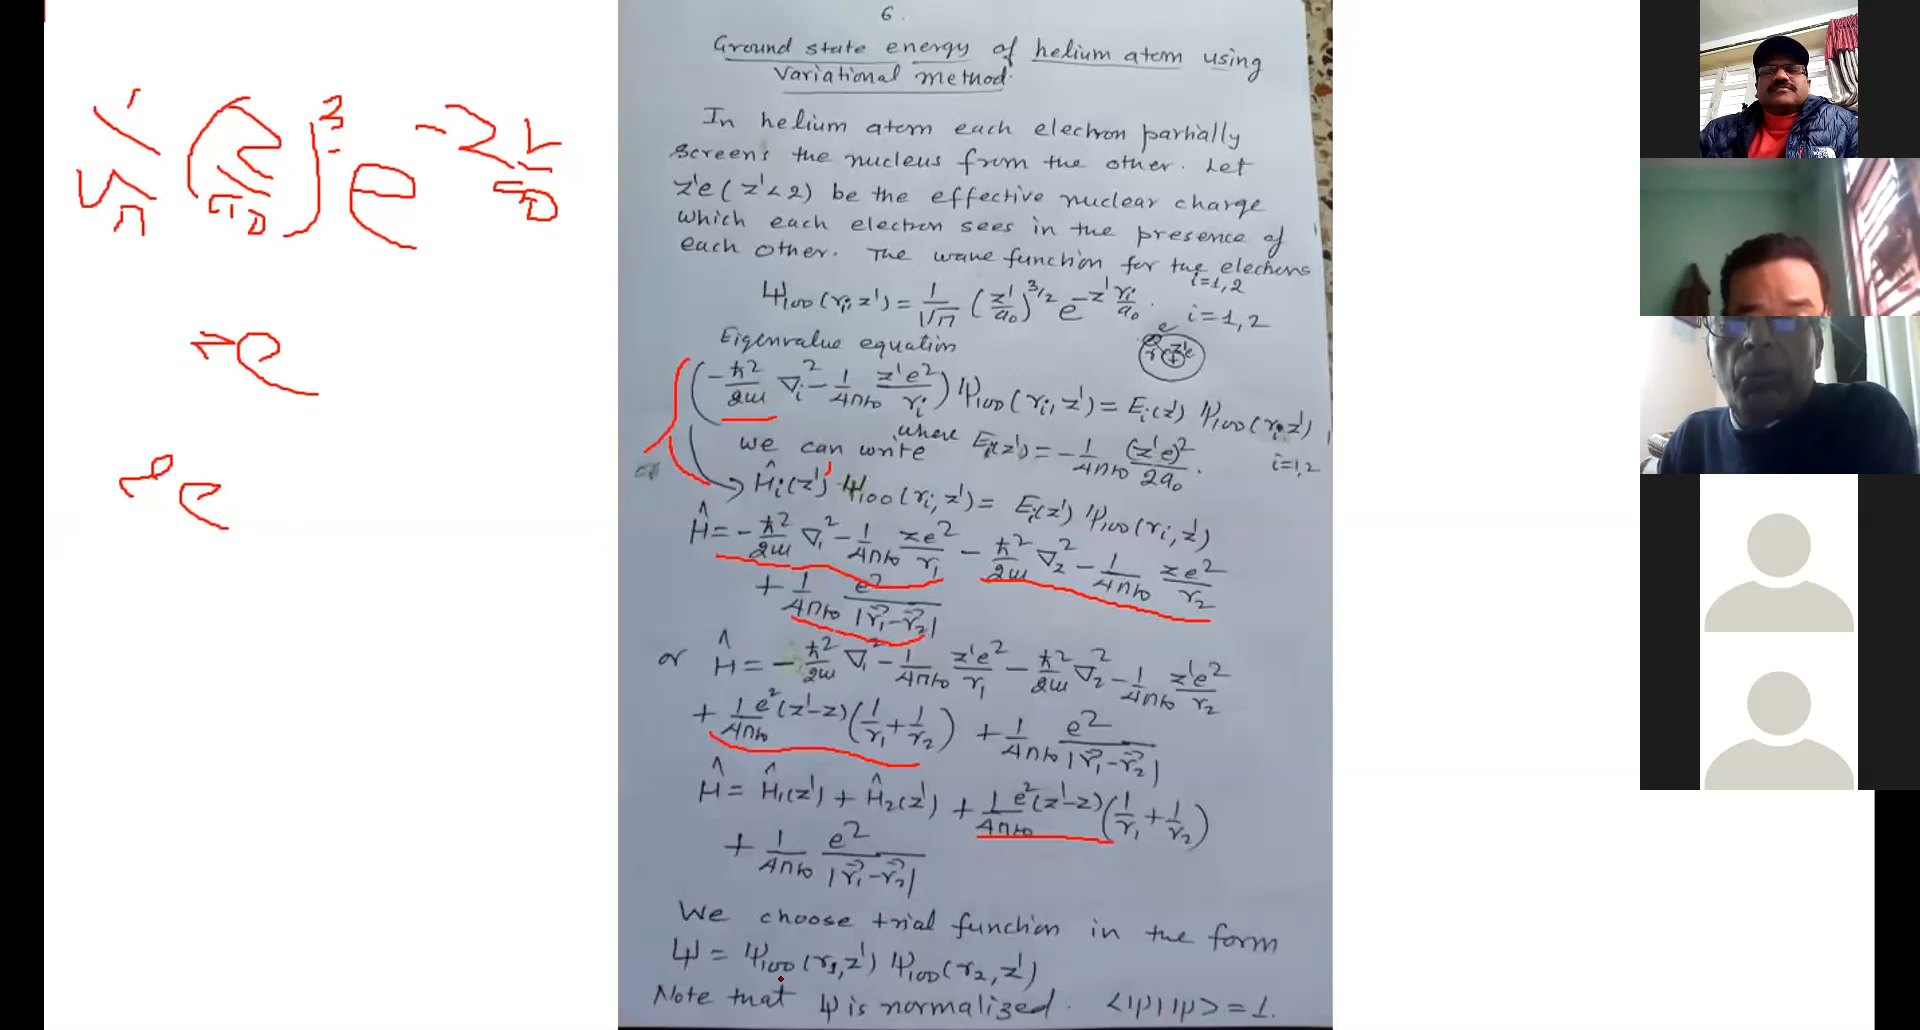 6.
Ground state energy of helium atom using
variational method.
In helium atom each electron partially
screens the nucleus from the other. Let
z'e (z'<2) be the effective nuclear charge
which each electron sees in the presence of
each other. The wave function for the electrons
i=1,2
ψ₁₀₀(rᵢ, z') = 1/√π (z'/a₀)^3/2 e^-z' rᵢ/a₀ . i=1,2
Eigenvalue equation
(-ħ²/2m ∇ᵢ² - 1/4πε₀ z'e²/rᵢ) ψ₁₀₀(rᵢ, z') = Eᵢ(z') ψ₁₀₀(rᵢ, z')
we can write where Eᵢ(z') = -1/4πε₀ (z'e)²/2a₀ . i=1,2
Ĥᵢ(z') ψ₁₀₀(rᵢ, z') = Eᵢ(z') ψ₁₀₀(rᵢ, z')
Ĥ = -ħ²/2m ∇₁² - 1/4πε₀ ze²/r₁ - ħ²/2m ∇₂² - 1/4πε₀ ze²/r₂
+ 1/4πε₀ e²/|r⃗₁-r⃗₂|
or Ĥ = -ħ²/2m ∇₁² - 1/4πε₀ z'e²/r₁ - ħ²/2m ∇₂² - 1/4πε₀ z'e²/r₂
+ 1/4πε₀ e²(z'-z)(1/r₁ + 1/r₂) + 1/4πε₀ e²/|r⃗₁-r⃗₂|
Ĥ = Ĥ₁(z') + Ĥ₂(z') + 1/4πε₀ e²(z'-z)(1/r₁ + 1/r₂)
+ 1/4πε₀ e²/|r⃗₁-r⃗₂|
We choose trial function in the form
ψ = ψ₁₀₀(r₁, z') ψ₁₀₀(r₂, z')
Note that ψ is normalized. <ψ|ψ> = 1.